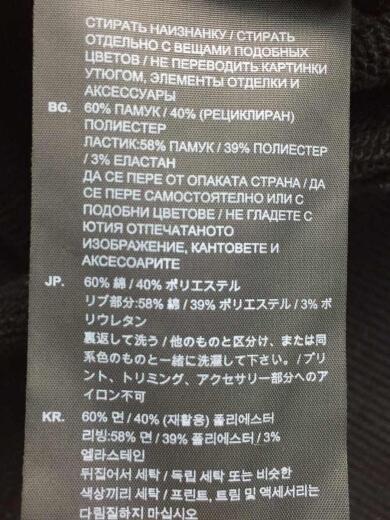 СТИРАТЬ НАИЗНАНКУ / СТИРАТЬ
ОТДЕЛЬНО С ВЕЩАМИ ПОДОБНЫХ
ЦВЕТОВ / НЕ ПЕРЕВОДИТЬ КАРТИНКИ
УТЮГОМ, ЭЛЕМЕНТЫ ОТДЕЛКИ И
АКСЕССУАРЫ
BG. 60% ПАМУК / 40% (РЕЦИКЛИРАН)
ПОЛИЕСТЕР
ЛАСТИК:58% ПАМУК / 39% ПОЛИЕСТЕР
/ 3% ЕЛАСТАН
ДА СЕ ПЕРЕ ОТ ОПАКАТА СТРАНА / ДА
СЕ ПЕРЕ САМОСТОЯТЕЛНО ИЛИ С
ПОДОБНИ ЦВЕТОВЕ / НЕ ГЛАДЕТЕ С
ЮТИЯ ОТПЕЧАТАНОТО
ИЗОБРАЖЕНИЕ, КАНТОВЕТЕ И
АКСЕСОАРИТЕ
JP. 60% 綿 / 40% ポリエステル
リブ部分:58% 綿 / 39% ポリエステル / 3% ポ
リウレタン
裏返して洗う / 他のものと区分け、または同
系色のものと一緒に洗濯して下さい。/ プリ
ント、トリミング、アクセサリー部分へのア
イロン不可
KR. 60% 면 / 40% (재활용) 폴리에스터
리빙:58% 면 / 39% 폴리에스터 / 3%
엘라스테인
뒤집어서 세탁 / 독립 세탁 또는 비슷한
색상끼리 세탁 / 프린트, 트림 및 액세서리는
다림질하지 마십시오